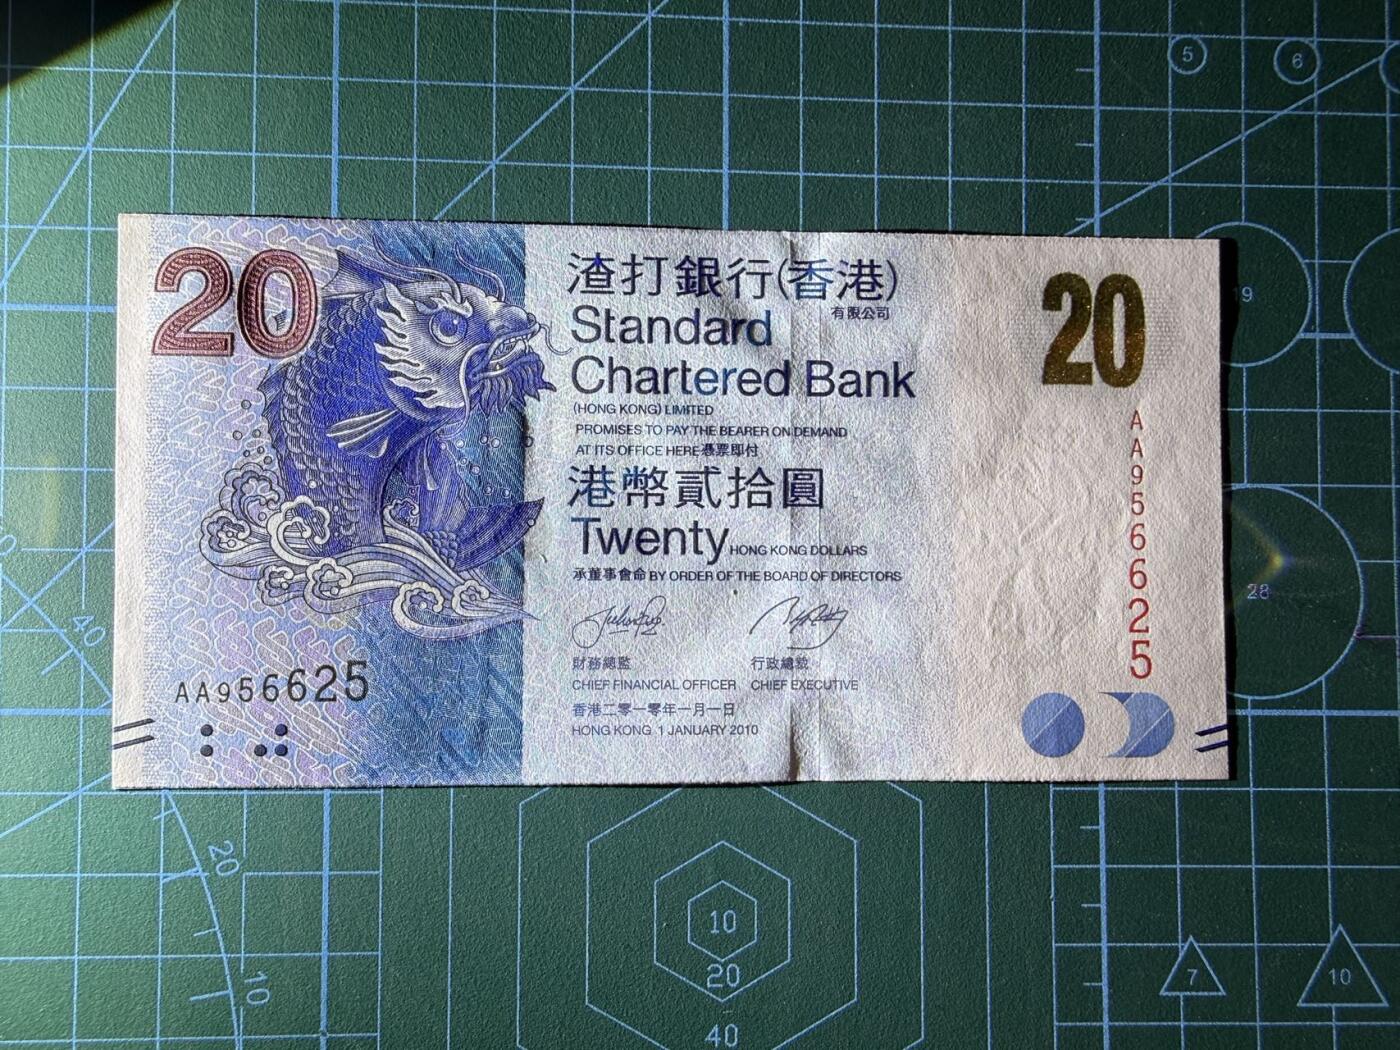 20
渣打銀行(香港)
有限公司
Standard
Chartered Bank
(HONG KONG) LIMITED
PROMISES TO PAY THE BEARER ON DEMAND
AT ITS OFFICE HERE 憑票即付
港幣貳拾圓
Twenty HONG KONG DOLLARS
承董事會命 BY ORDER OF THE BOARD OF DIRECTORS
財務總監 行政總裁
CHIEF FINANCIAL OFFICER CHIEF EXECUTIVE
香港二零一零年一月一日
HONG KONG 1 JANUARY 2010
AA956625
20
AA956625
5
6
19
28
40
20
10
10
20
40
7
10